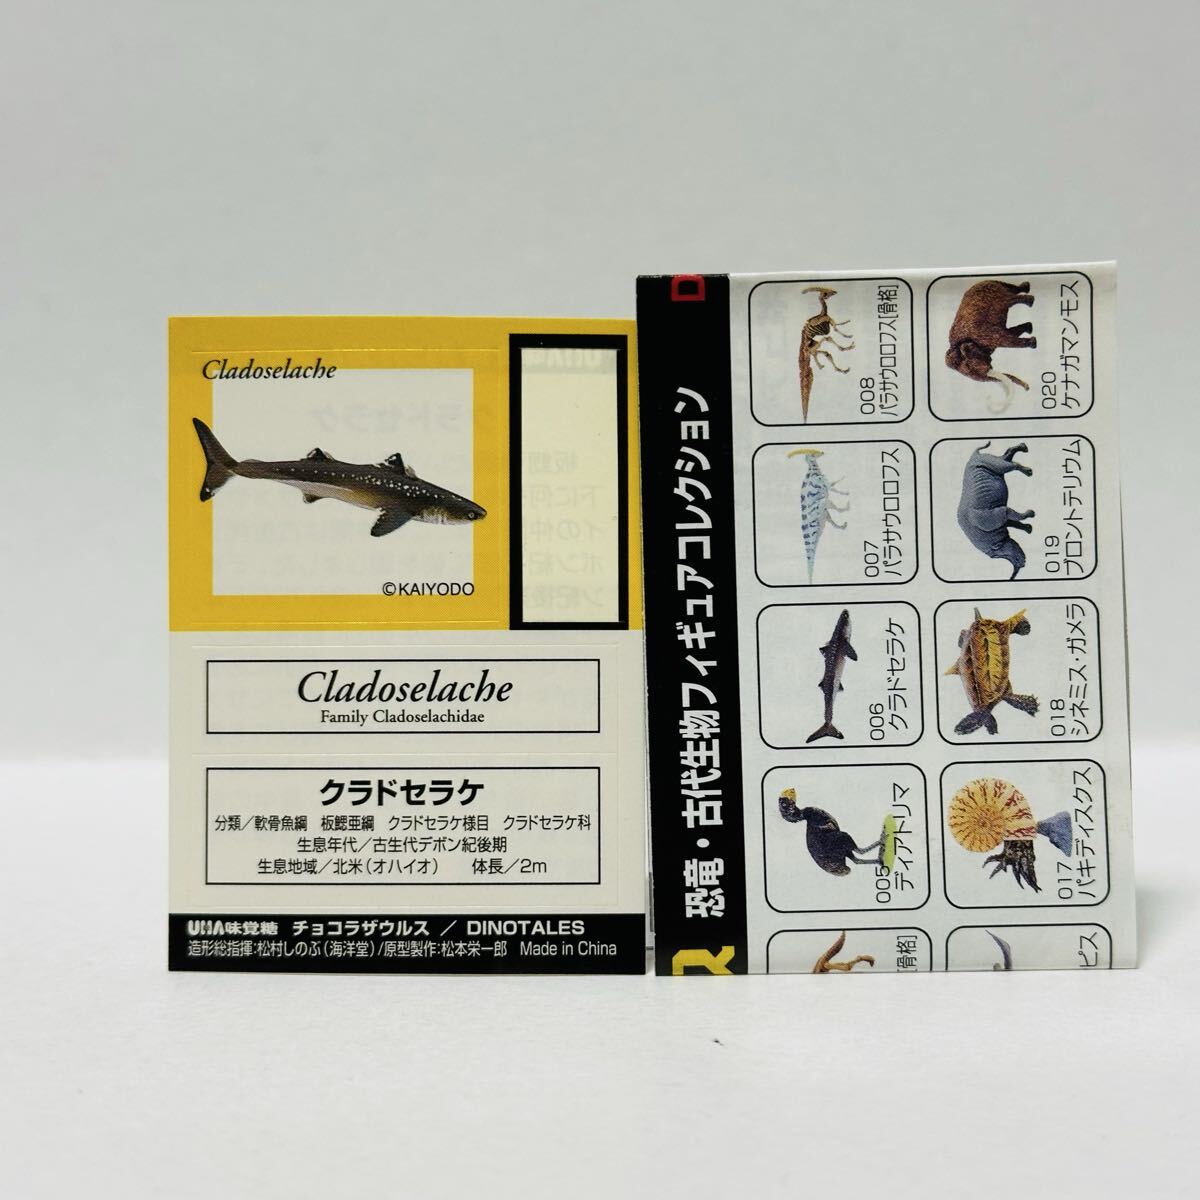 Cladoselache
©KAIYODO
Cladoselache
Family Cladoselachidae
クラドセラケ
分類／軟骨魚綱　板鰓亜綱　クラドセラケ様目　クラドセラケ科
生息年代／古生代デボン紀後期
生息地域／北米（オハイオ）　体長／2m
UHA味覚糖　チョコラザウルス ／ DINOTALES
造形総指揮:松村しのぶ（海洋堂）/原型製作:松本栄一郎　Made in China
恐竜・古代生物フィギュアコレクション
D
ス
008
パラサウロロフス[骨格]
007
パラサウロロフス
006
クラドセラケ
005
ディアトリマ
[骨格]
020
ケナガマンモス
019
ブロントテリウム
018
シネミス・ガメラ
017
パキディスクス
ピス